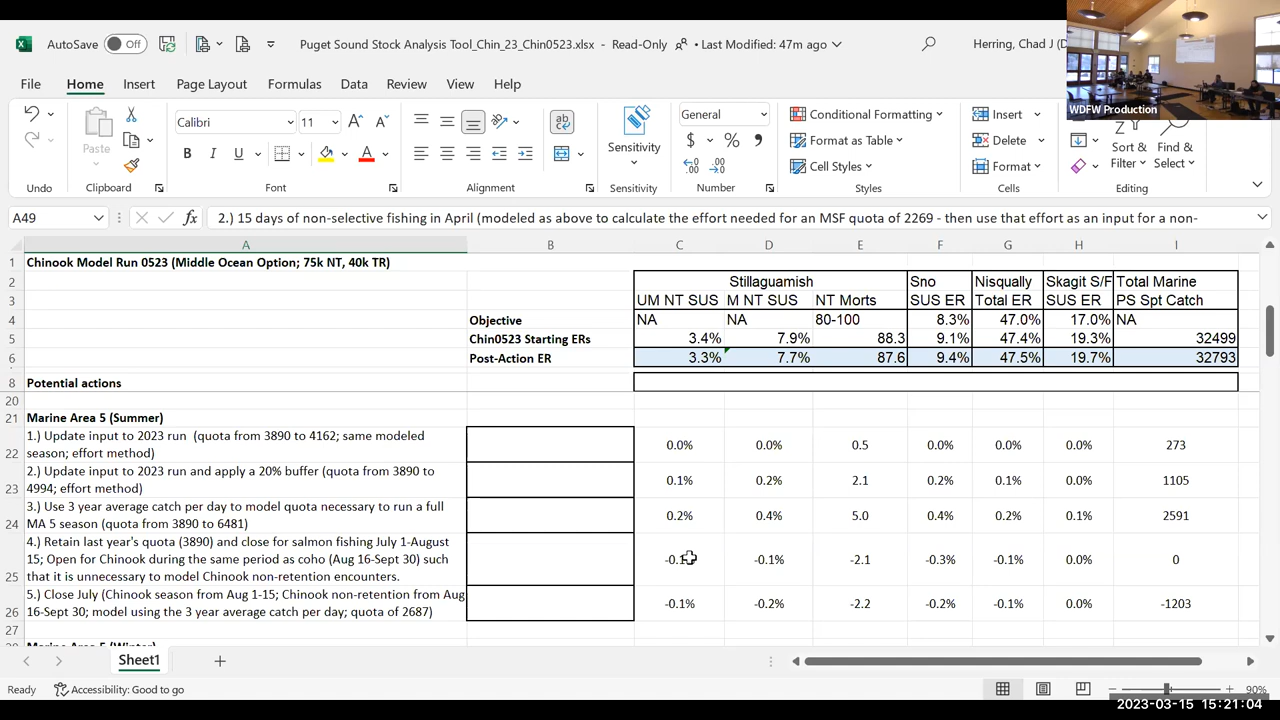 AutoSave Off Puget Sound Stock Analysis Tool_Chin_23_Chin0523.xlsx - Read-Only • Last Modified: 47m ago Herring, Chad J (D
WDFW Production
File Home Insert Page Layout Formulas Data Review View Help
Calibri 11 General Conditional Formatting Insert
Paste Sensitivity Format as Table Delete Sort & Find &
B I U $ % Cell Styles Format Filter Select
Undo Clipboard Font Alignment Sensitivity Number Styles Cells Editing
A49 fx 2.) 15 days of non-selective fishing in April (modeled as above to calculate the effort needed for an MSF quota of 2269 - then use that effort as an input for a non-
A B C D E F G H I
1 Chinook Model Run 0523 (Middle Ocean Option; 75k NT, 40k TR)
2 Stillaguamish Sno Nisqually Skagit S/F Total Marine
3 UM NT SUS M NT SUS NT Morts SUS ER Total ER SUS ER PS Spt Catch
4 Objective NA NA 80-100 8.3% 47.0% 17.0% NA
5 Chin0523 Starting ERs 3.4% 7.9% 88.3 9.1% 47.4% 19.3% 32499
6 Post-Action ER 3.3% 7.7% 87.6 9.4% 47.5% 19.7% 32793
8 Potential actions
20
21 Marine Area 5 (Summer)
1.) Update input to 2023 run (quota from 3890 to 4162; same modeled
22 season; effort method) 0.0% 0.0% 0.5 0.0% 0.0% 0.0% 273
2.) Update input to 2023 run and apply a 20% buffer (quota from 3890 to
23 4994; effort method) 0.1% 0.2% 2.1 0.2% 0.1% 0.0% 1105
3.) Use 3 year average catch per day to model quota necessary to run a full
24 MA 5 season (quota from 3890 to 6481) 0.2% 0.4% 5.0 0.4% 0.2% 0.1% 2591
4.) Retain last year's quota (3890) and close for salmon fishing July 1-August
15; Open for Chinook during the same period as coho (Aug 16-Sept 30) such
25 that it is unnecessary to model Chinook non-retention encounters. -0.1% -0.1% -2.1 -0.3% -0.1% 0.0% 0
5.) Close July (Chinook season from Aug 1-15; Chinook non-retention from Aug
26 16-Sept 30; model using the 3 year average catch per day; quota of 2687) -0.1% -0.2% -2.2 -0.2% -0.1% 0.0% -1203
27
Marine Area 5 (Winter)
Sheet1
Ready Accessibility: Good to go 90%
2023-03-15 15:21:04